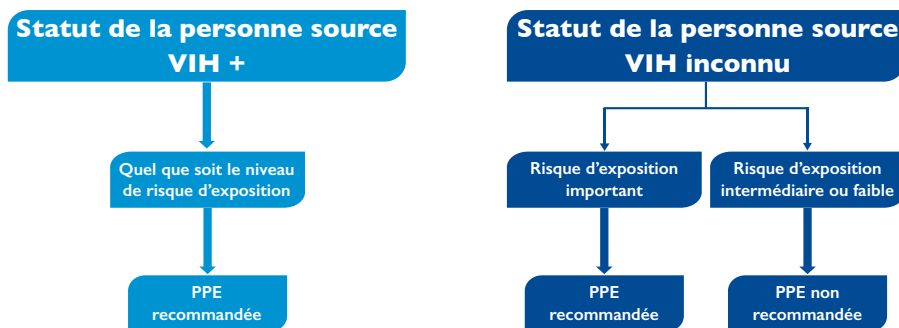 Statut de la personne source
VIH +
Quel que soit le niveau
de risque d'exposition
PPE
recommandée
Statut de la personne source
VIH inconnu
Risque d'exposition
important
PPE
recommandée
Risque d'exposition
intermédiaire ou faible
PPE non
recommandée